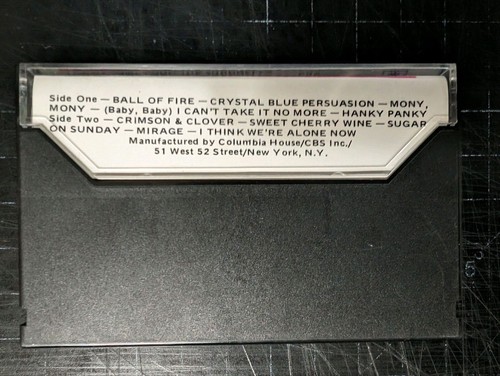 Side One — BALL OF FIRE — CRYSTAL BLUE PERSUASION — MONY,
MONY — (Baby, Baby) I CAN'T TAKE IT NO MORE — HANKY PANKY
Side Two — CRIMSON & CLOVER — SWEET CHERRY WINE — SUGAR
ON SUNDAY — MIRAGE — I THINK WE'RE ALONE NOW
Manufactured by Columbia House/CBS Inc./
51 West 52 Street/New York, N.Y.